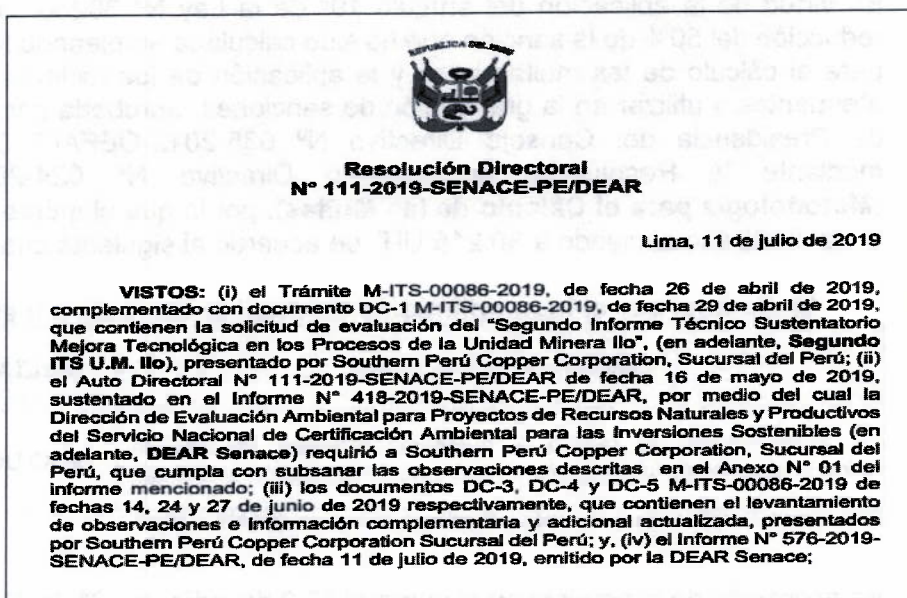 REPUBLICA DEL PERU
Resolución Directoral
N° 111-2019-SENACE-PE/DEAR
Lima, 11 de julio de 2019
VISTOS: (i) el Trámite M-ITS-00086-2019, de fecha 26 de abril de 2019,
complementado con documento DC-1 M-ITS-00086-2019, de fecha 29 de abril de 2019,
que contienen la solicitud de evaluación del "Segundo Informe Técnico Sustentatorio
Mejora Tecnológica en los Procesos de la Unidad Minera Ilo", (en adelante, Segundo
ITS U.M. Ilo), presentado por Southern Perú Copper Corporation, Sucursal del Perú; (ii)
el Auto Directoral N° 111-2019-SENACE-PE/DEAR de fecha 16 de mayo de 2019,
sustentado en el Informe N° 418-2019-SENACE-PE/DEAR, por medio del cual la
Dirección de Evaluación Ambiental para Proyectos de Recursos Naturales y Productivos
del Servicio Nacional de Certificación Ambiental para las Inversiones Sostenibles (en
adelante, DEAR Senace) requirió a Southern Perú Copper Corporation, Sucursal del
Perú, que cumpla con subsanar las observaciones descritas en el Anexo N° 01 del
informe mencionado; (iii) los documentos DC-3, DC-4 y DC-5 M-ITS-00086-2019 de
fechas 14, 24 y 27 de junio de 2019 respectivamente, que contienen el levantamiento
de observaciones e información complementaria y adicional actualizada, presentados
por Southern Perú Copper Corporation Sucursal del Perú; y, (iv) el Informe N° 576-2019-
SENACE-PE/DEAR, de fecha 11 de julio de 2019, emitido por la DEAR Senace;